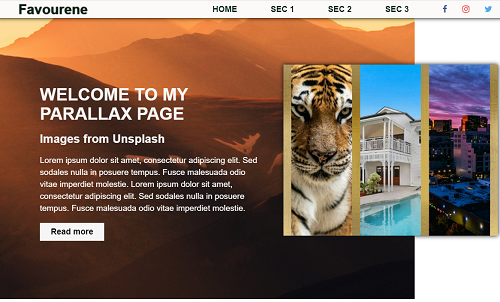 Favourene
HOME
SEC 1
SEC 2
SEC 3
WELCOME TO MY
PARALLAX PAGE
Images from Unsplash
Lorem ipsum dolor sit amet, consectetur adipiscing elit. Sed
sodales nulla in posuere tempus. Fusce malesuada odio
vitae imperdiet molestie. Lorem ipsum dolor sit amet,
consectetur adipiscing elit. Sed sodales nulla in posuere
tempus. Fusce malesuada odio vitae imperdiet molestie.
Read more